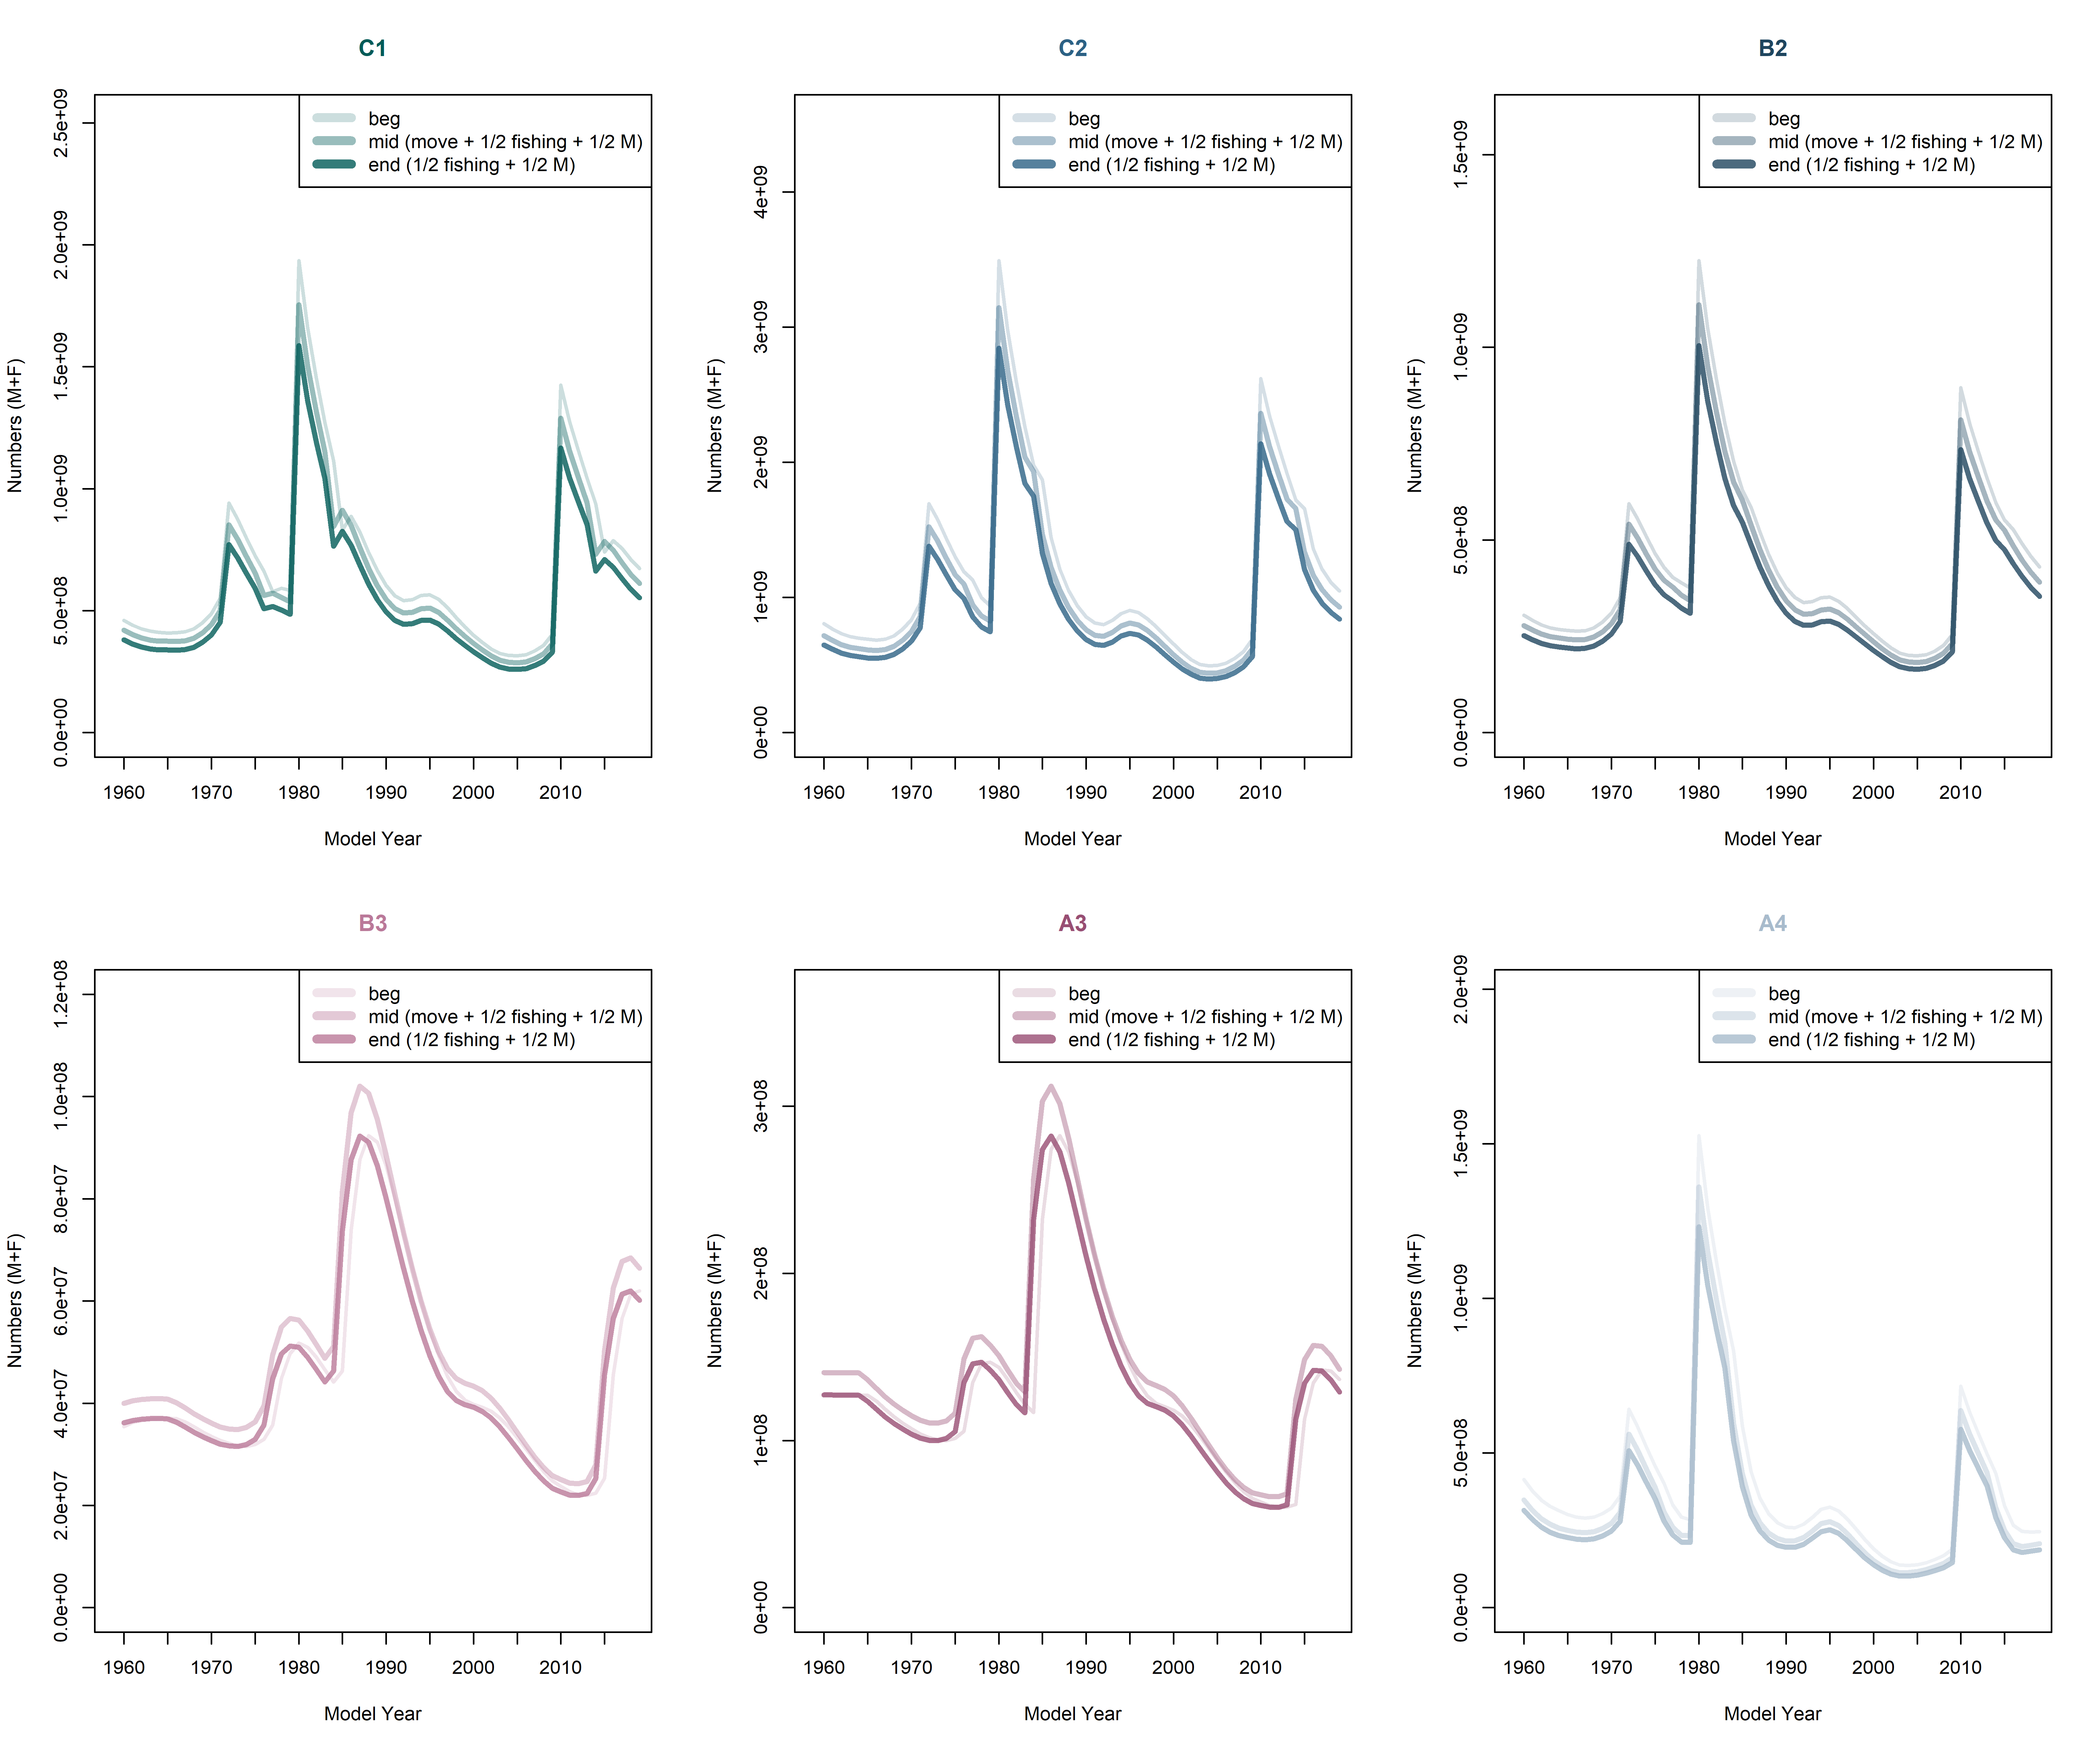 C1
beg
mid (move + 1/2 fishing + 1/2 M)
end (1/2 fishing + 1/2 M)
Numbers (M+F)
0.0e+00 5.0e+08 1.0e+09 1.5e+09 2.0e+09 2.5e+09
1960 1970 1980 1990 2000 2010
Model Year
C2
beg
mid (move + 1/2 fishing + 1/2 M)
end (1/2 fishing + 1/2 M)
Numbers (M+F)
0e+00 1e+09 2e+09 3e+09 4e+09
1960 1970 1980 1990 2000 2010
Model Year
B2
beg
mid (move + 1/2 fishing + 1/2 M)
end (1/2 fishing + 1/2 M)
Numbers (M+F)
0.0e+00 5.0e+08 1.0e+09 1.5e+09
1960 1970 1980 1990 2000 2010
Model Year
B3
beg
mid (move + 1/2 fishing + 1/2 M)
end (1/2 fishing + 1/2 M)
Numbers (M+F)
0.0e+00 2.0e+07 4.0e+07 6.0e+07 8.0e+07 1.0e+08 1.2e+08
1960 1970 1980 1990 2000 2010
Model Year
A3
beg
mid (move + 1/2 fishing + 1/2 M)
end (1/2 fishing + 1/2 M)
Numbers (M+F)
0e+00 1e+08 2e+08 3e+08
1960 1970 1980 1990 2000 2010
Model Year
A4
beg
mid (move + 1/2 fishing + 1/2 M)
end (1/2 fishing + 1/2 M)
Numbers (M+F)
0.0e+00 5.0e+08 1.0e+09 1.5e+09 2.0e+09
1960 1970 1980 1990 2000 2010
Model Year